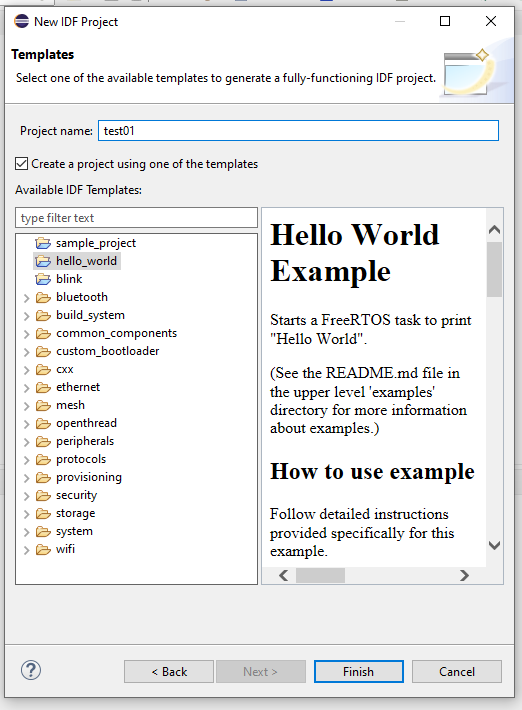 New IDF Project
Templates
Select one of the available templates to generate a fully-functioning IDF project.
Project name: test01
Create a project using one of the templates
Available IDF Templates:
type filter text
sample_project
hello_world
blink
bluetooth
build_system
common_components
custom_bootloader
cxx
ethernet
mesh
openthread
peripherals
protocols
provisioning
security
storage
system
wifi
Hello World
Example
Starts a FreeRTOS task to print
"Hello World".
(See the README.md file in
the upper level 'examples'
directory for more information
about examples.)
How to use example
Follow detailed instructions
provided specifically for this
example.
?
< Back
Next >
Finish
Cancel